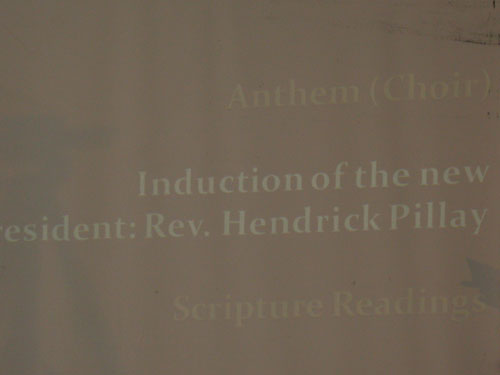 Anthem (Choir)
Induction of the new
resident: Rev. Hendrick Pillay
Scripture Readings